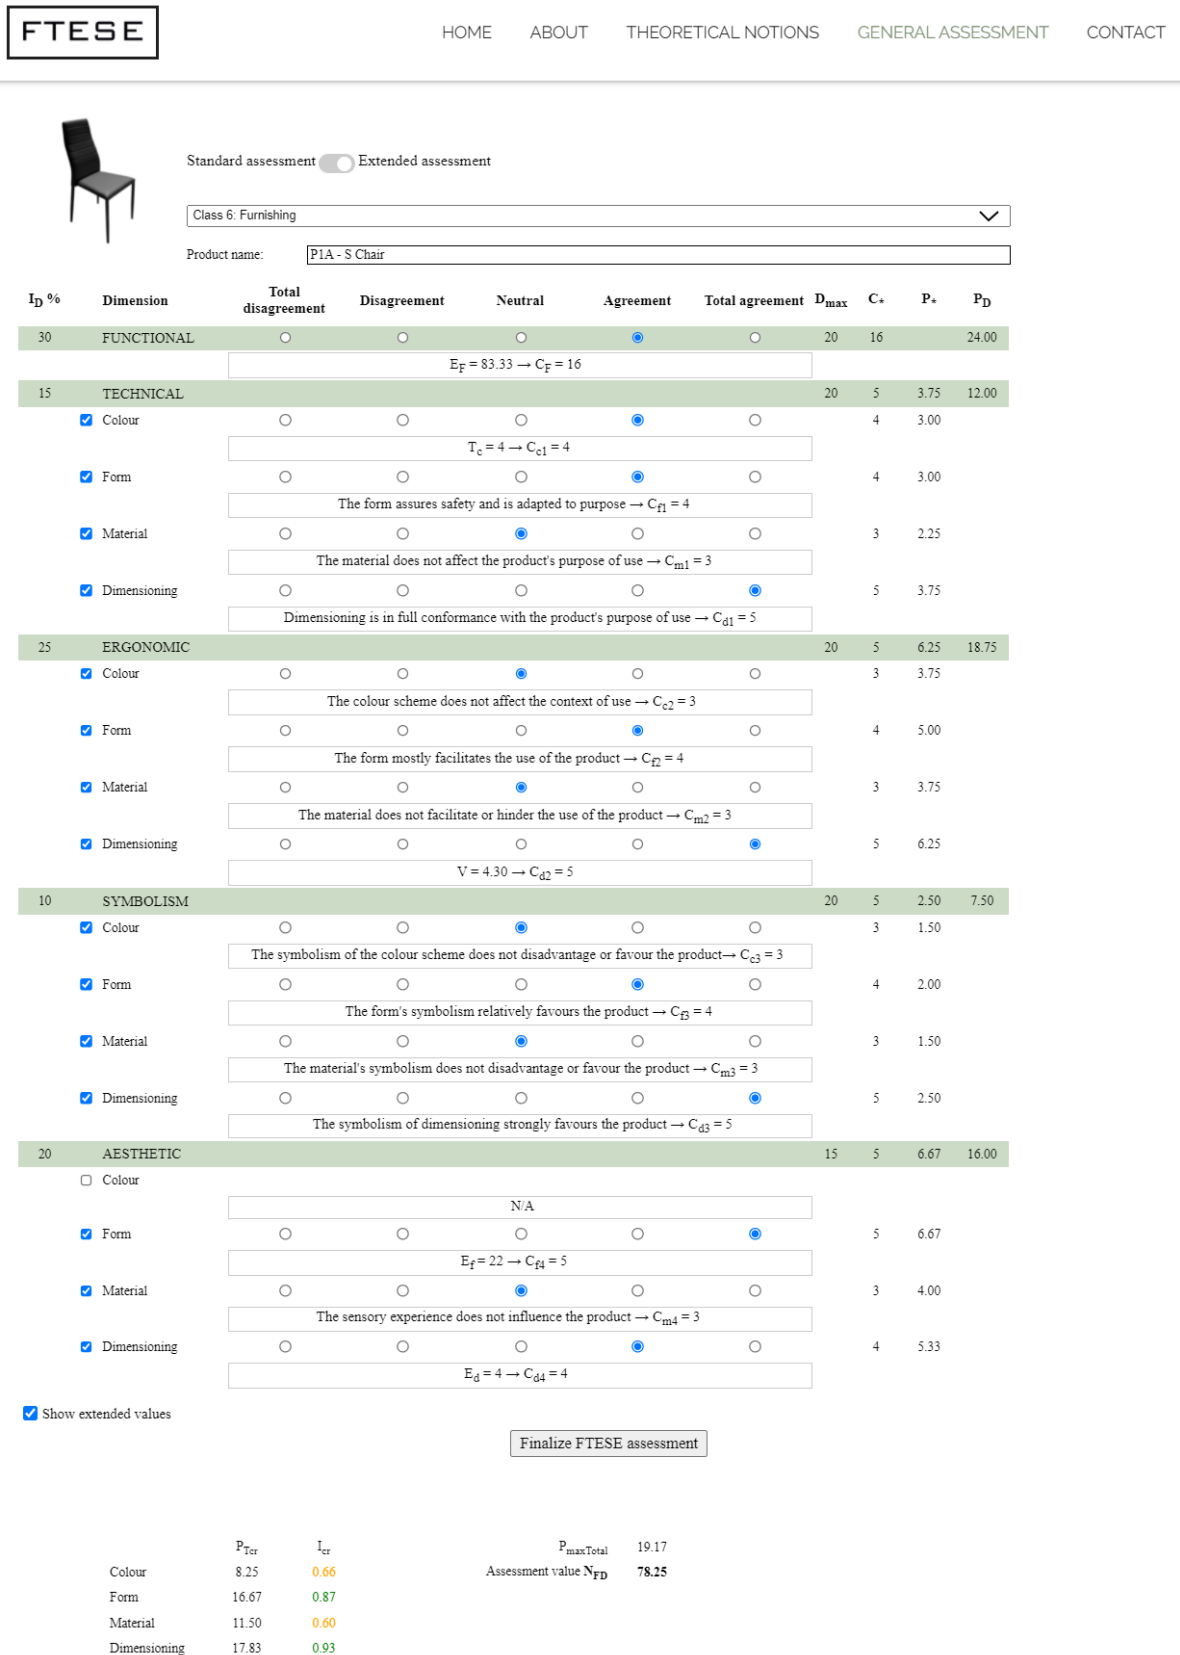 FTESE
HOME ABOUT THEORETICAL NOTIONS GENERAL ASSESSMENT CONTACT
Standard assessment Extended assessment
Class 6: Furnishing
Product name: P1A - S Chair
I_D % Dimension Total disagreement Disagreement Neutral Agreement Total agreement D_max C* P* P_D
30 FUNCTIONAL 20 16 24.00
E_F = 83.33 → C_F = 16
15 TECHNICAL 20 5 3.75 12.00
Colour 4 3.00
T_c = 4 → C_c1 = 4
Form 4 3.00
The form assures safety and is adapted to purpose → C_f1 = 4
Material 3 2.25
The material does not affect the product's purpose of use → C_m1 = 3
Dimensioning 5 3.75
Dimensioning is in full conformance with the product's purpose of use → C_d1 = 5
25 ERGONOMIC 20 5 6.25 18.75
Colour 3 3.75
The colour scheme does not affect the context of use → C_c2 = 3
Form 4 5.00
The form mostly facilitates the use of the product → C_f2 = 4
Material 3 3.75
The material does not facilitate or hinder the use of the product → C_m2 = 3
Dimensioning 5 6.25
V = 4.30 → C_d2 = 5
10 SYMBOLISM 20 5 2.50 7.50
Colour 3 1.50
The symbolism of the colour scheme does not disadvantage or favour the product→ C_c3 = 3
Form 4 2.00
The form's symbolism relatively favours the product → C_f3 = 4
Material 3 1.50
The material's symbolism does not disadvantage or favour the product → C_m3 = 3
Dimensioning 5 2.50
The symbolism of dimensioning strongly favours the product → C_d3 = 5
20 AESTHETIC 15 5 6.67 16.00
Colour
N/A
Form 5 6.67
E_f = 22 → C_f4 = 5
Material 3 4.00
The sensory experience does not influence the product → C_m4 = 3
Dimensioning 4 5.33
E_d = 4 → C_d4 = 4
Show extended values
Finalize FTESE assessment
P_Tcr I_cr P_maxTotal 19.17
Colour 8.25 0.66 Assessment value N_FD 78.25
Form 16.67 0.87
Material 11.50 0.60
Dimensioning 17.83 0.93